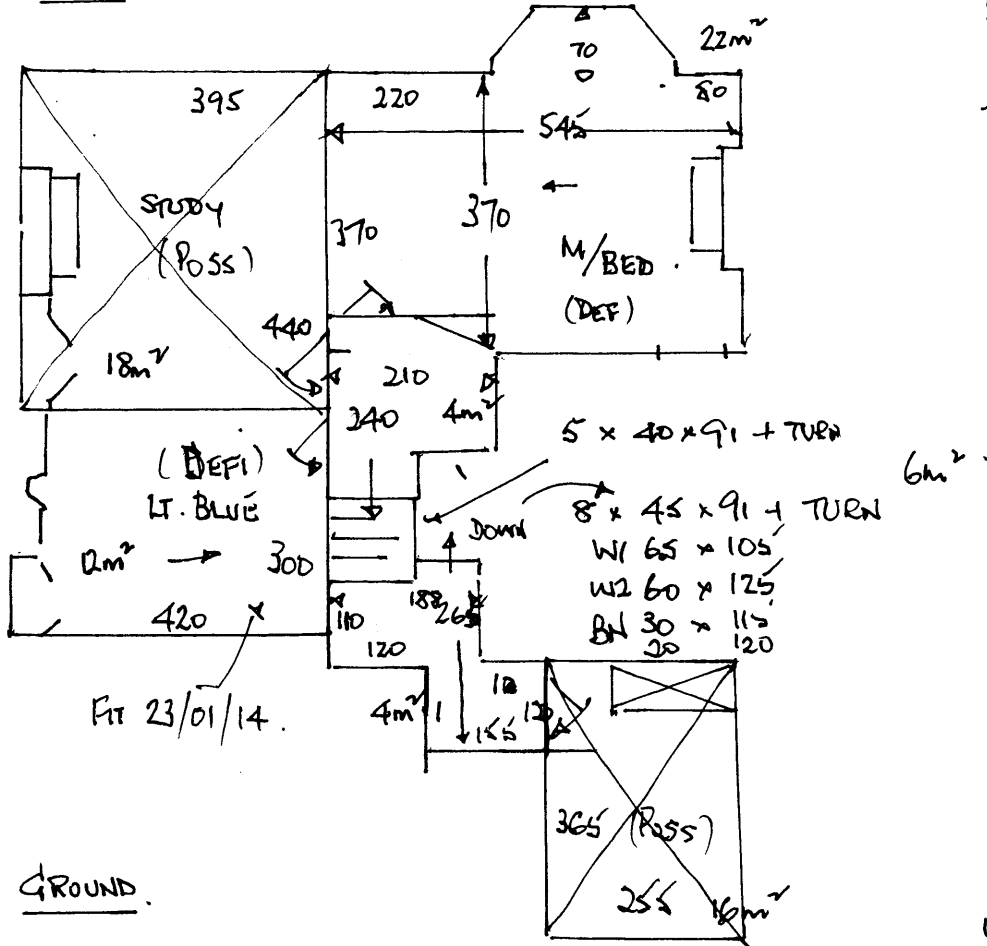 22m²
70
395
220
80
545
STUDY
(POSS)
370
370
M/BED.
(DEF)
440
18m²
210
240
4m²
5 x 40 x 91 + TURN
(DEFI)
LT. BLUE
6m²
8 x 45 x 91 + TURN
DOWN
W1 65 x 105
12m²
300
W2 60 x 125
188
265
110
BN 30 x 115
20 120
420
120
4m²
120
155
FIT 23/01/14.
365 (POSS)
GROUND.
255
16m²